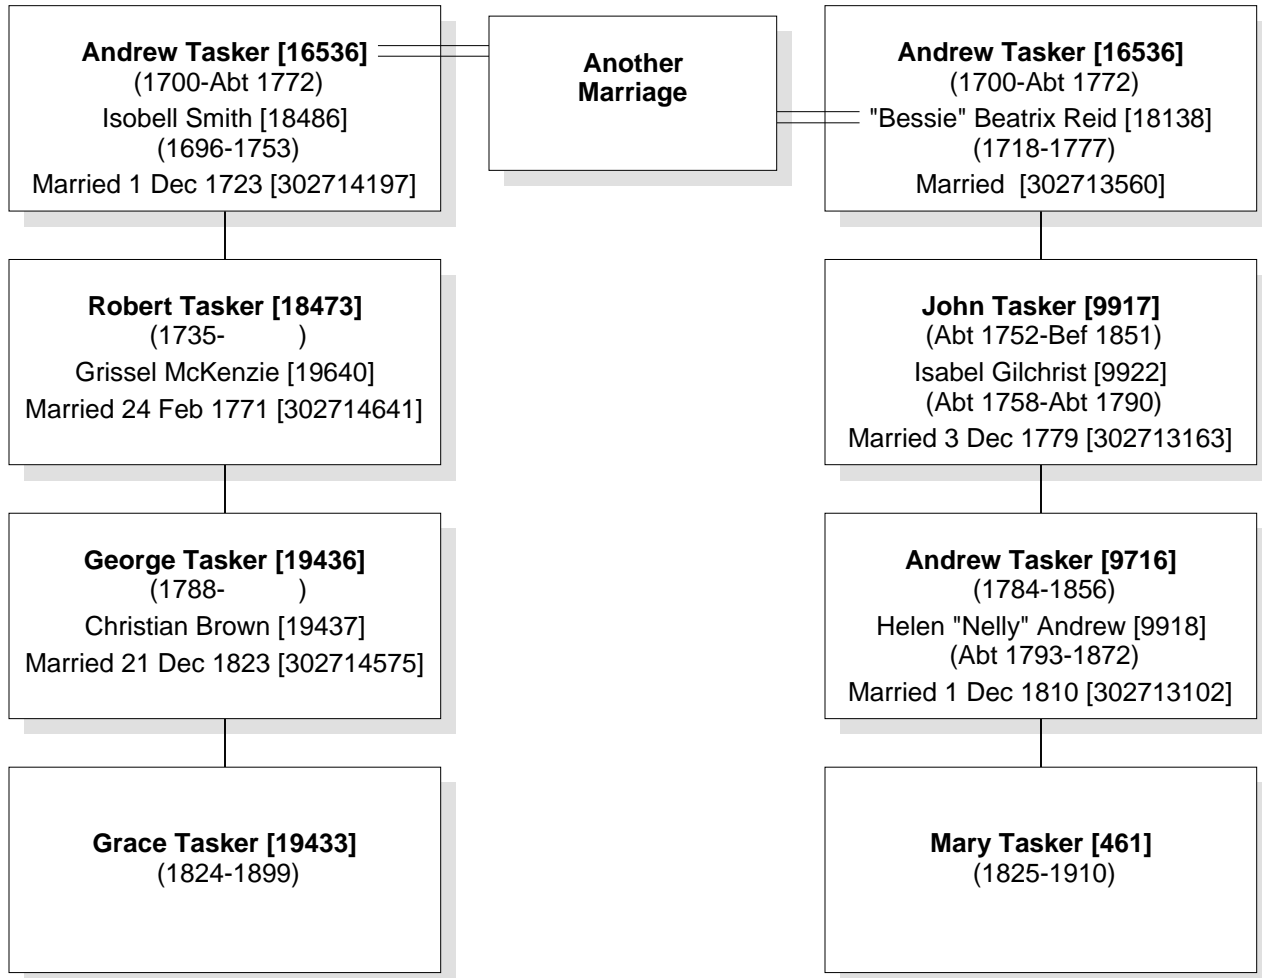 Andrew Tasker [16536]
(1700-Abt 1772)
Isobell Smith [18486]
(1696-1753)
Married 1 Dec 1723 [302714197]
Another
Marriage
Andrew Tasker [16536]
(1700-Abt 1772)
"Bessie" Beatrix Reid [18138]
(1718-1777)
Married  [302713560]
Robert Tasker [18473]
(1735-          )
Grissel McKenzie [19640]
Married 24 Feb 1771 [302714641]
John Tasker [9917]
(Abt 1752-Bef 1851)
Isabel Gilchrist [9922]
(Abt 1758-Abt 1790)
Married 3 Dec 1779 [302713163]
George Tasker [19436]
(1788-          )
Christian Brown [19437]
Married 21 Dec 1823 [302714575]
Andrew Tasker [9716]
(1784-1856)
Helen "Nelly" Andrew [9918]
(Abt 1793-1872)
Married 1 Dec 1810 [302713102]
Grace Tasker [19433]
(1824-1899)
Mary Tasker [461]
(1825-1910)